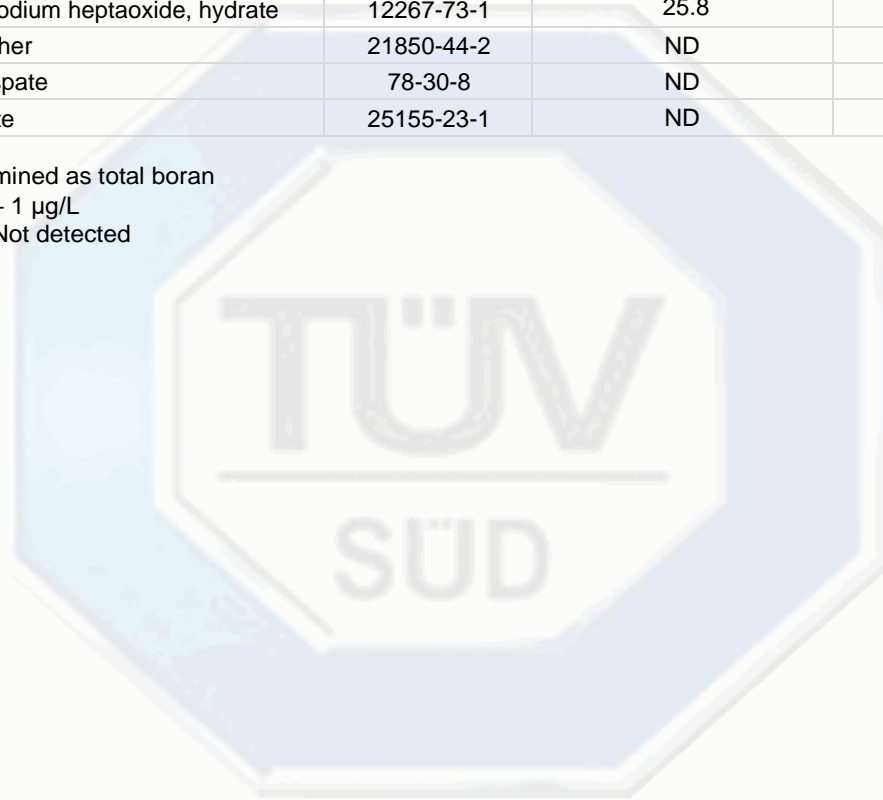 odium heptaoxide, hydrate 12267-73-1 25.8
her 21850-44-2 ND
pate 78-30-8 ND
te 25155-23-1 ND
mined as total boran
- 1 µg/L
Not detected
TÜV
SÜD